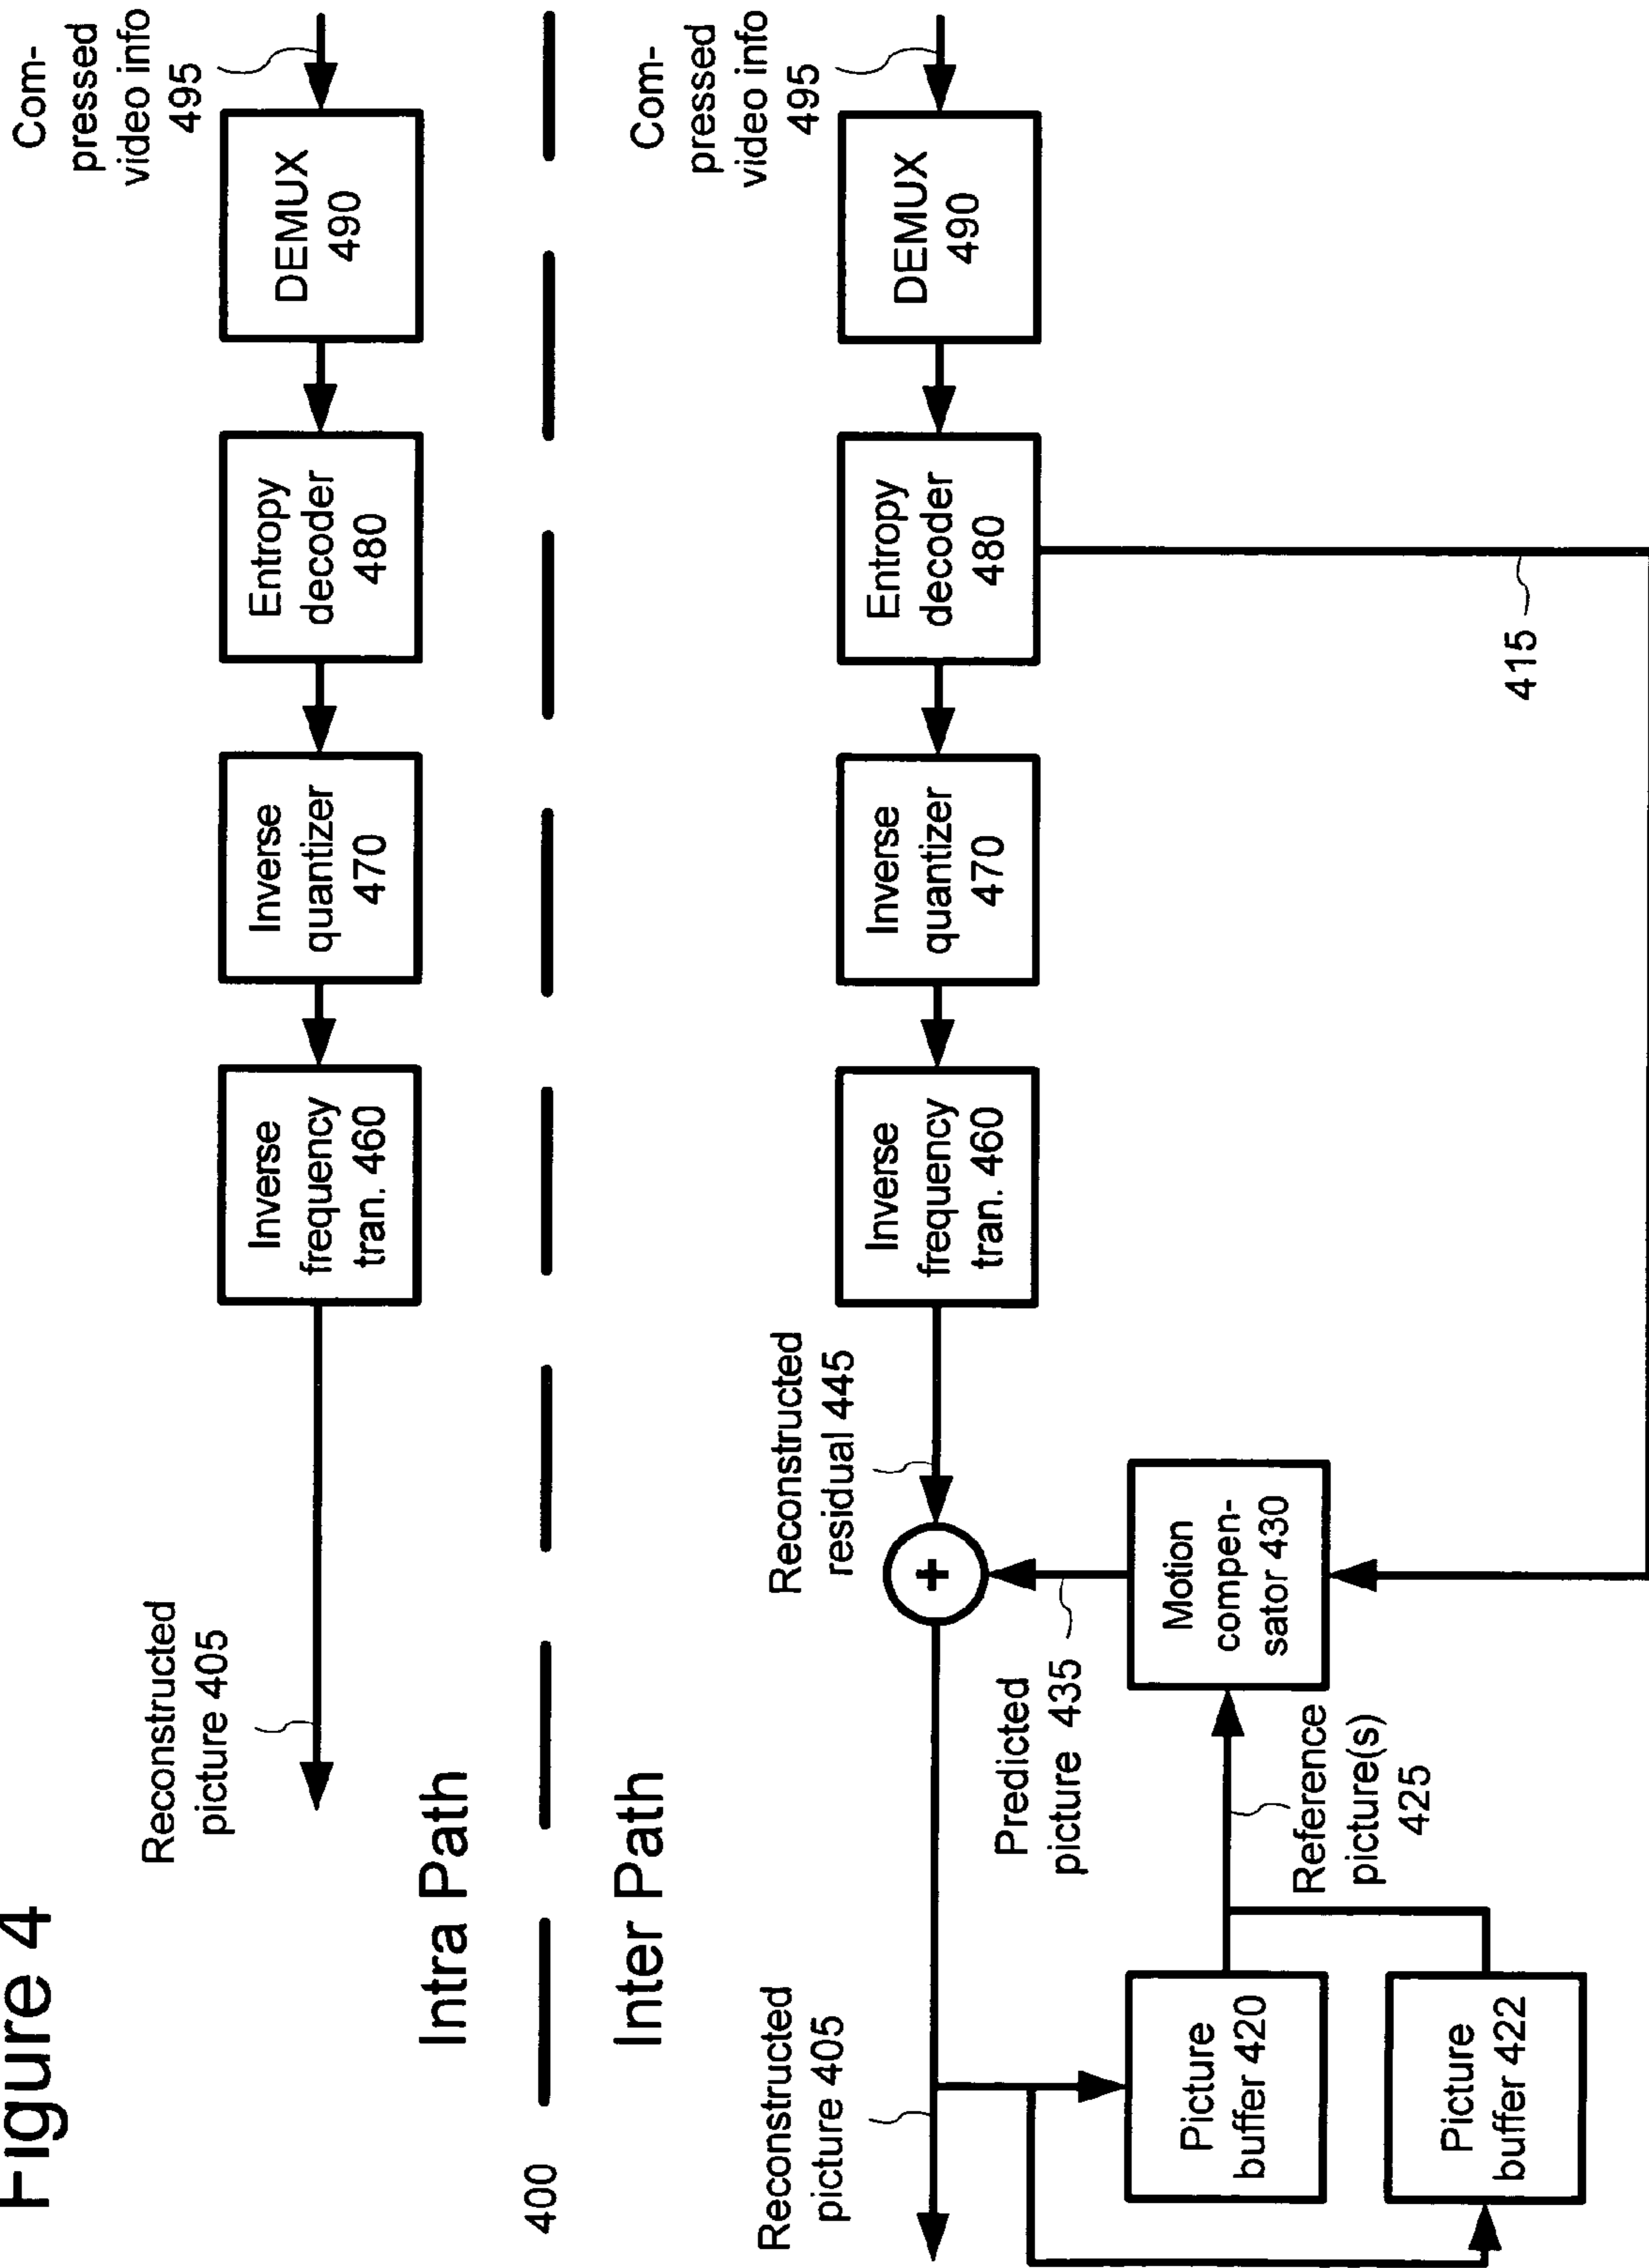 Figure 4
Reconstructed
picture 405
Inverse
frequency
tran. 460
Inverse
quantizer
470
Entropy
decoder
480
DEMUX
490
Com-
pressed
video info
495
Intra Path
400
Inter Path
Reconstructed
picture 405
Reconstructed
residual 445
Inverse
frequency
tran. 460
Inverse
quantizer
470
Entropy
decoder
480
DEMUX
490
Com-
pressed
video info
495
+
Predicted
picture 435
Motion
compen-
sator 430
Reference
picture(s)
425
Picture
buffer 420
Picture
buffer 422
415